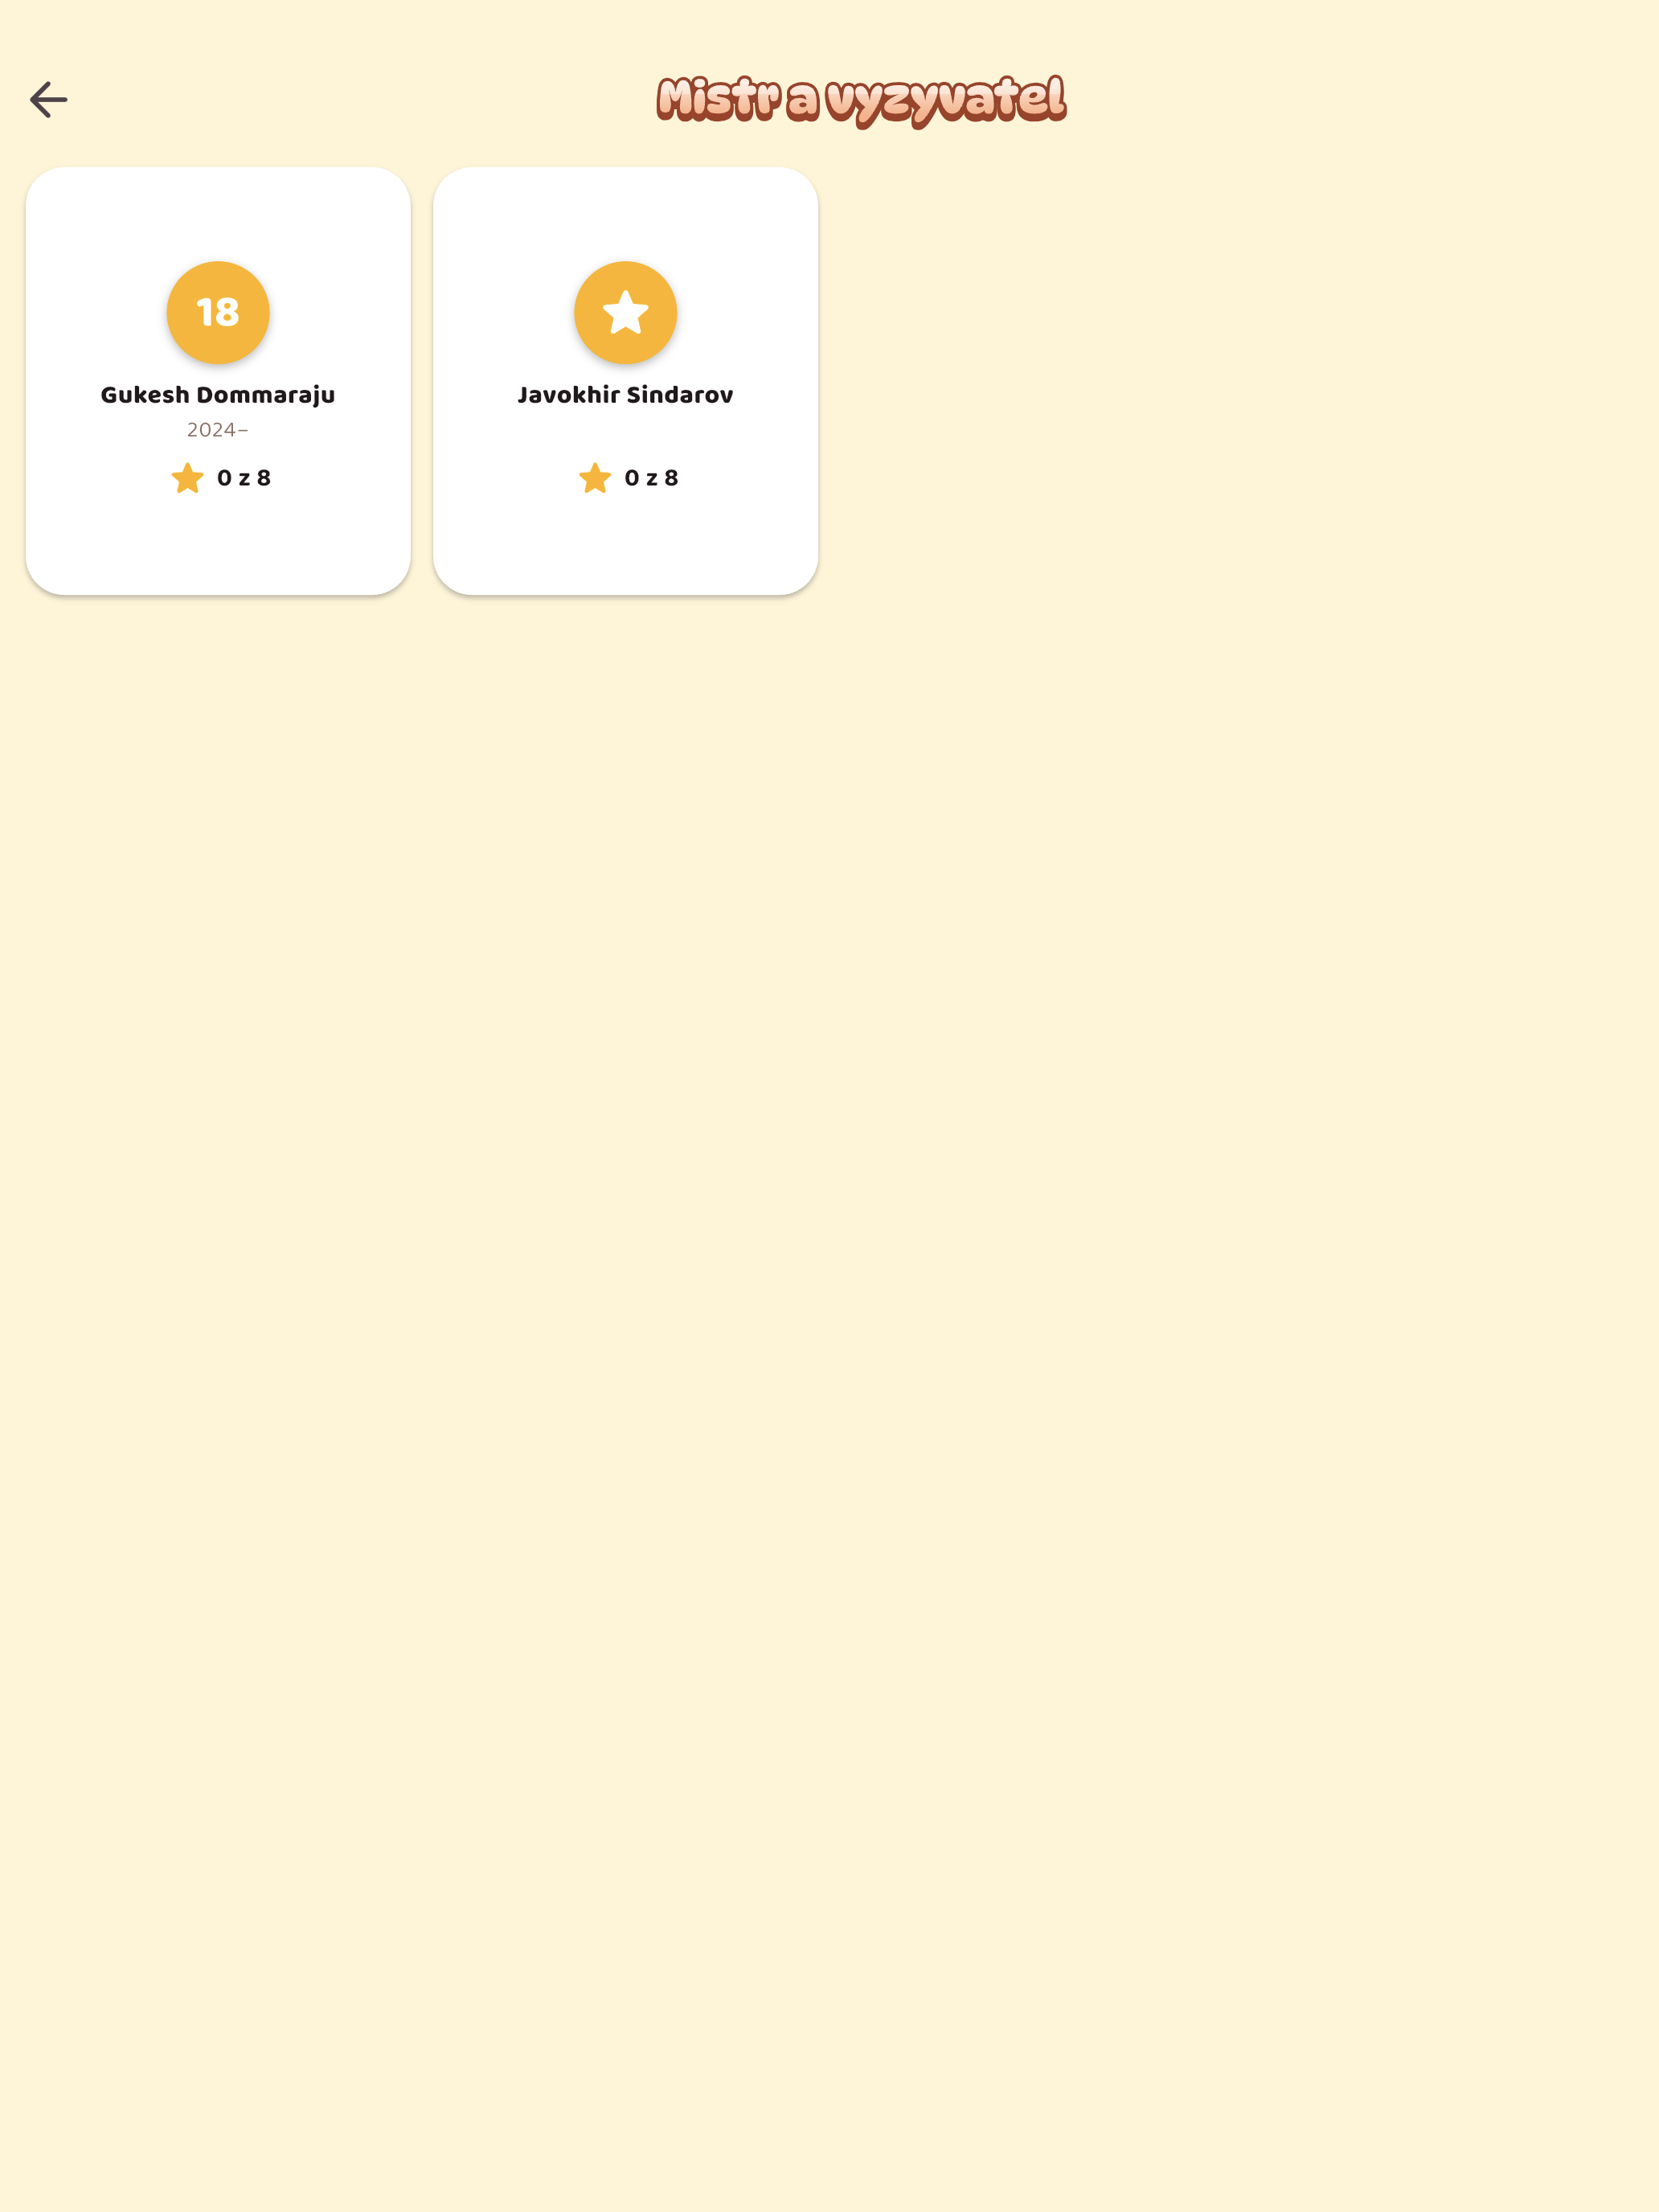 Mistr a vyzyvatel
18
Gukesh Dommaraju
2024–
0 z 8
Javokhir Sindarov
0 z 8